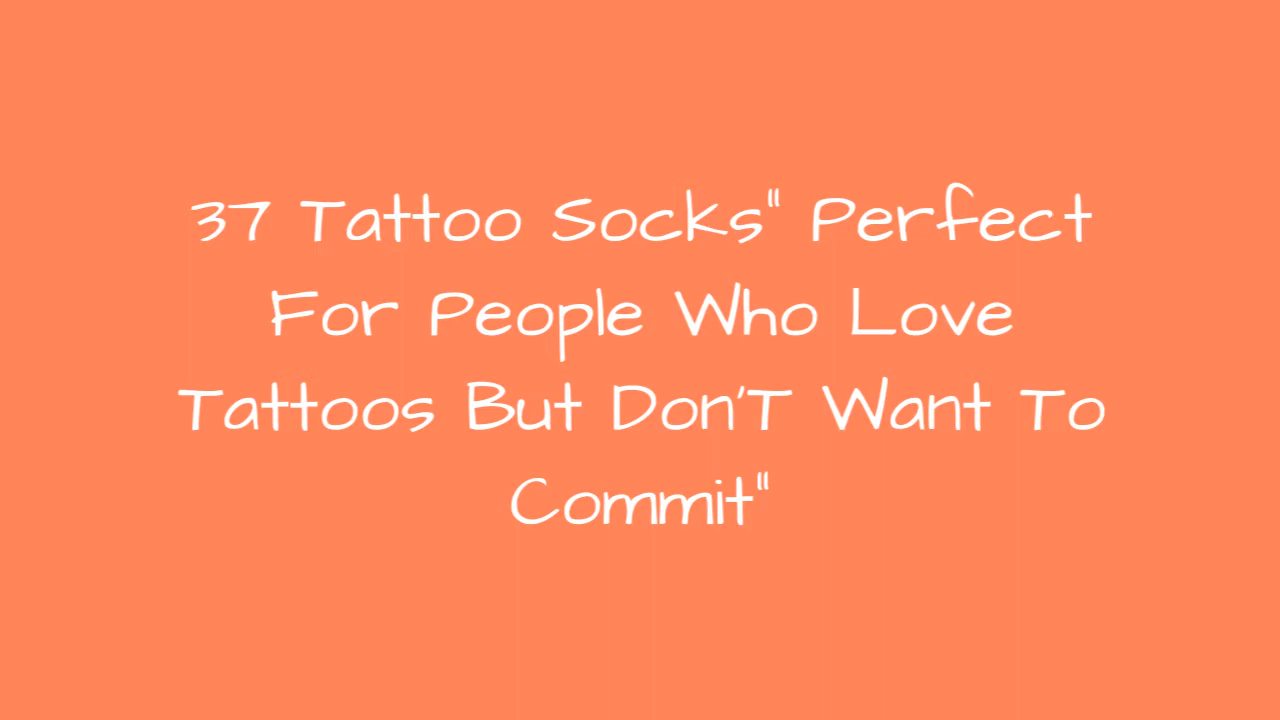 37 Tattoo Socks" Perfect
For People Who Love
Tattoos But Don'T Want To
Commit"